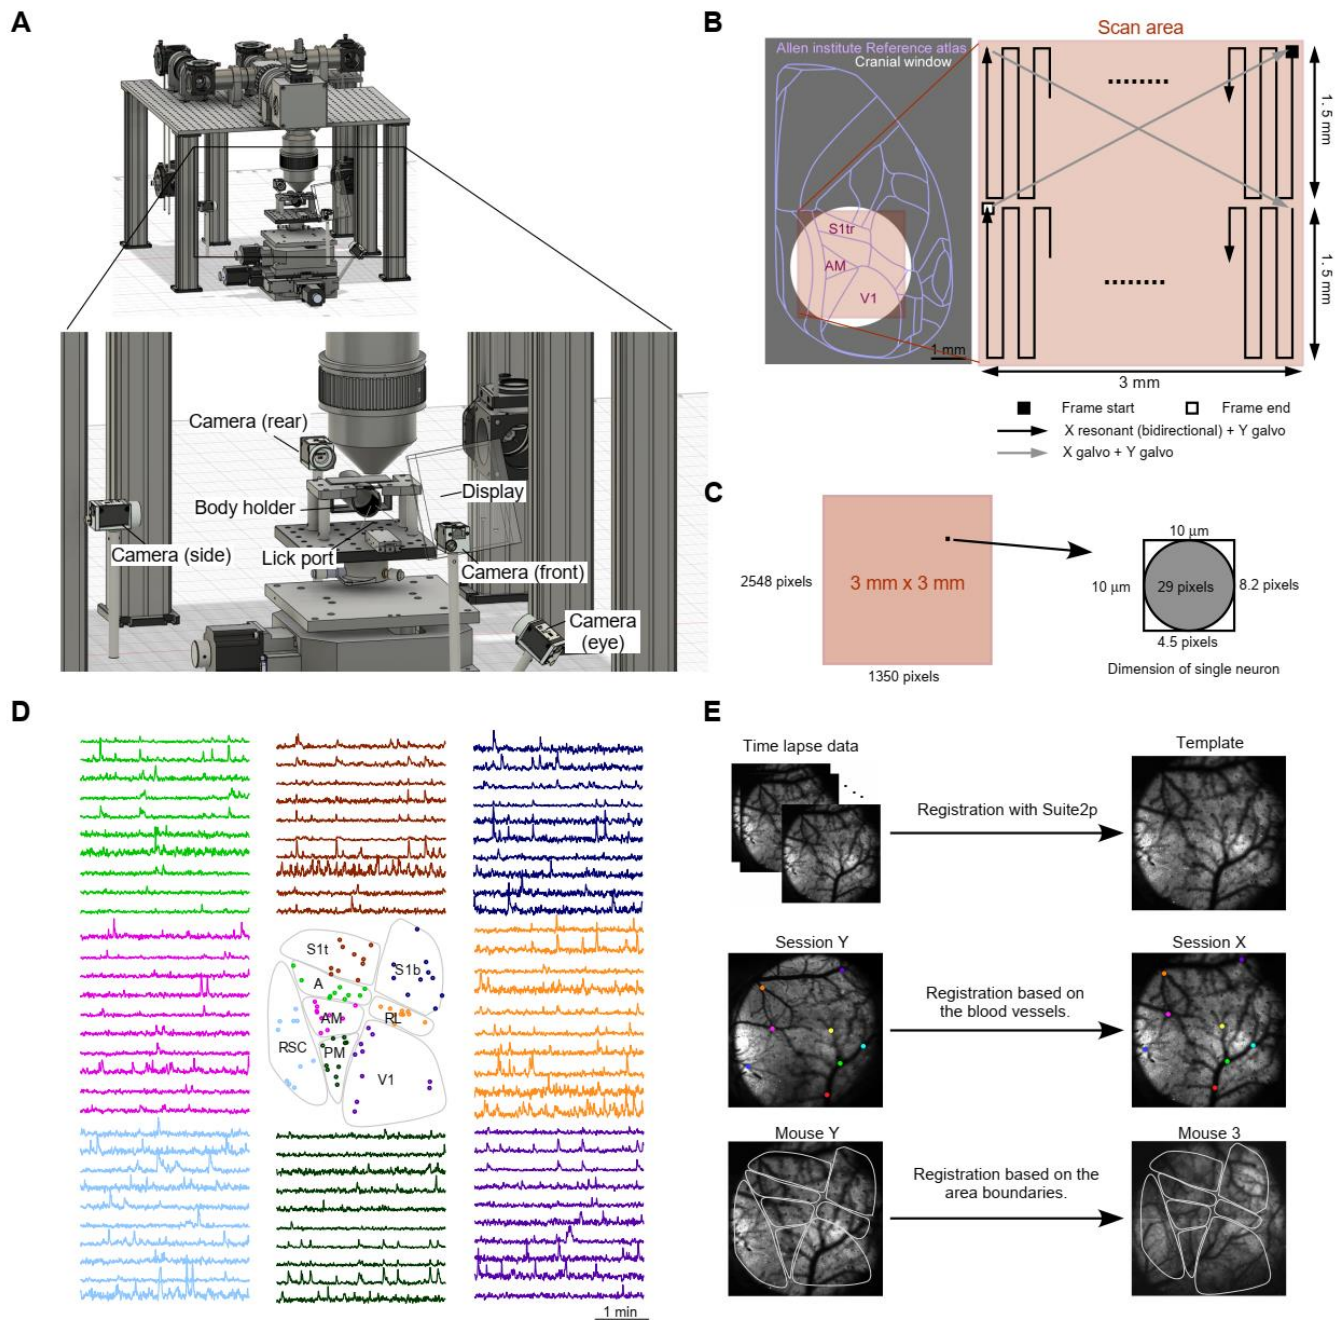 A
Camera (rear)
Body holder
Display
Camera (side)
Lick port
Camera (front)
Camera
(eye)
B
Scan area
Allen institute Reference atlas
Cranial window
S1tr
AM
V1
1 mm
1. 5 mm
1. 5 mm
3 mm
Frame start
Frame end
X resonant (bidirectional) + Y galvo
X galvo + Y galvo
C
2548 pixels
3 mm x 3 mm
1350 pixels
10 µm
10 µm
29 pixels
8.2 pixels
4.5 pixels
Dimension of single neuron
D
S1t
S1b
A
AM
RL
RSC
PM
V1
1 min
E
Time lapse data
Template
Registration with Suite2p
Session Y
Session X
Registration based on
the blood vessels.
Mouse Y
Mouse 3
Registration based on the
area boundaries.